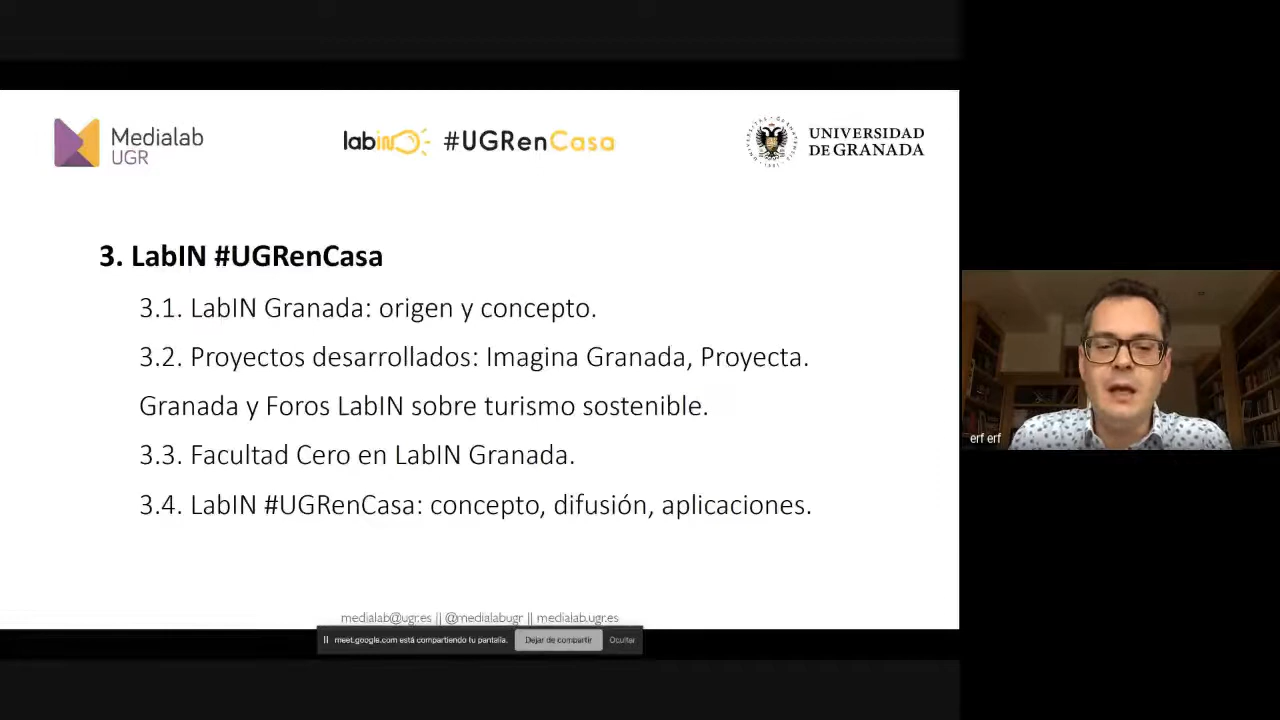 Medialab
UGR
labin #UGRenCasa
UNIVERSIDAD
DE GRANADA
3. LabIN #UGRenCasa
3.1. LabIN Granada: origen y concepto.
3.2. Proyectos desarrollados: Imagina Granada, Proyecta.
Granada y Foros LabIN sobre turismo sostenible.
3.3. Facultad Cero en LabIN Granada.
3.4. LabIN #UGRenCasa: concepto, difusión, aplicaciones.
erf erf
medialab@ugr.es || @medialabugr || medialab.ugr.es
meet.google.com está compartiendo tu pantalla. Dejar de compartir Ocultar